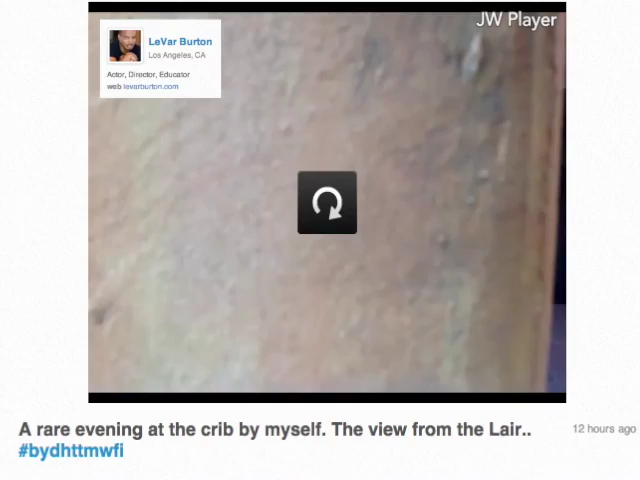 JW Player
LeVar Burton
Los Angeles, CA
Actor, Director, Educator
web levarburton.com
A rare evening at the crib by myself. The view from the Lair..
#bydhttmwfi
12 hours ago